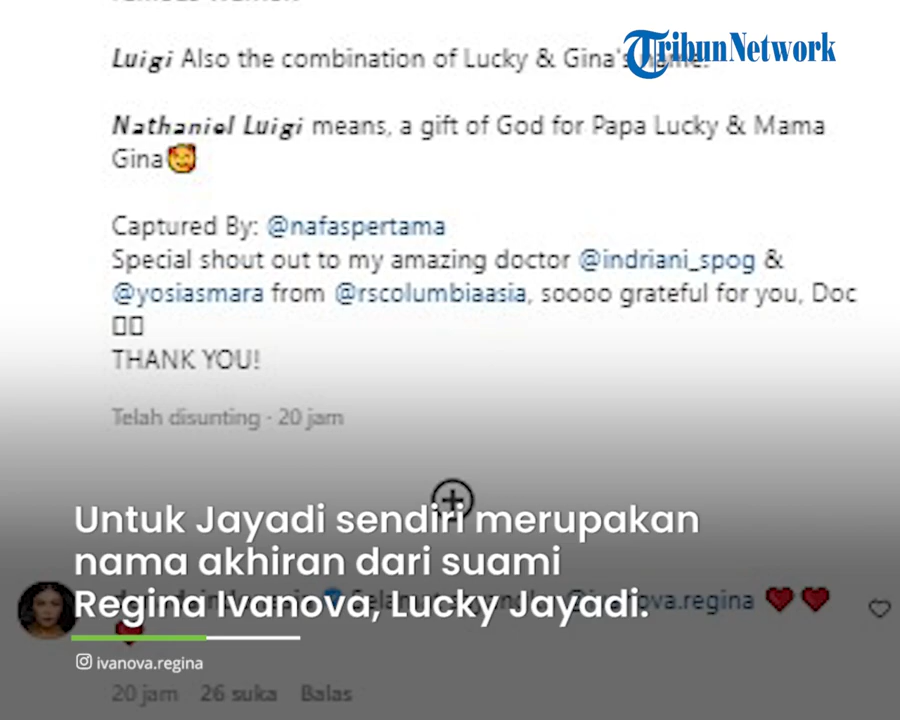 TribunNetwork
Luigi Also the combination of Lucky & Gina's name.
Nathaniel Luigi means, a gift of God for Papa Lucky & Mama
Gina🥰
Captured By: @nafaspertama
Special shout out to my amazing doctor @indriani_spog &
@yosiasmara from @rscolumbiaasia, soooo grateful for you, Doc
THANK YOU!
Telah disunting · 20 jam
Untuk Jayadi sendiri merupakan
nama akhiran dari suami
Regina Ivanova, Lucky Jayadi.
ivanova.regina
20 jam 26 suka Balas